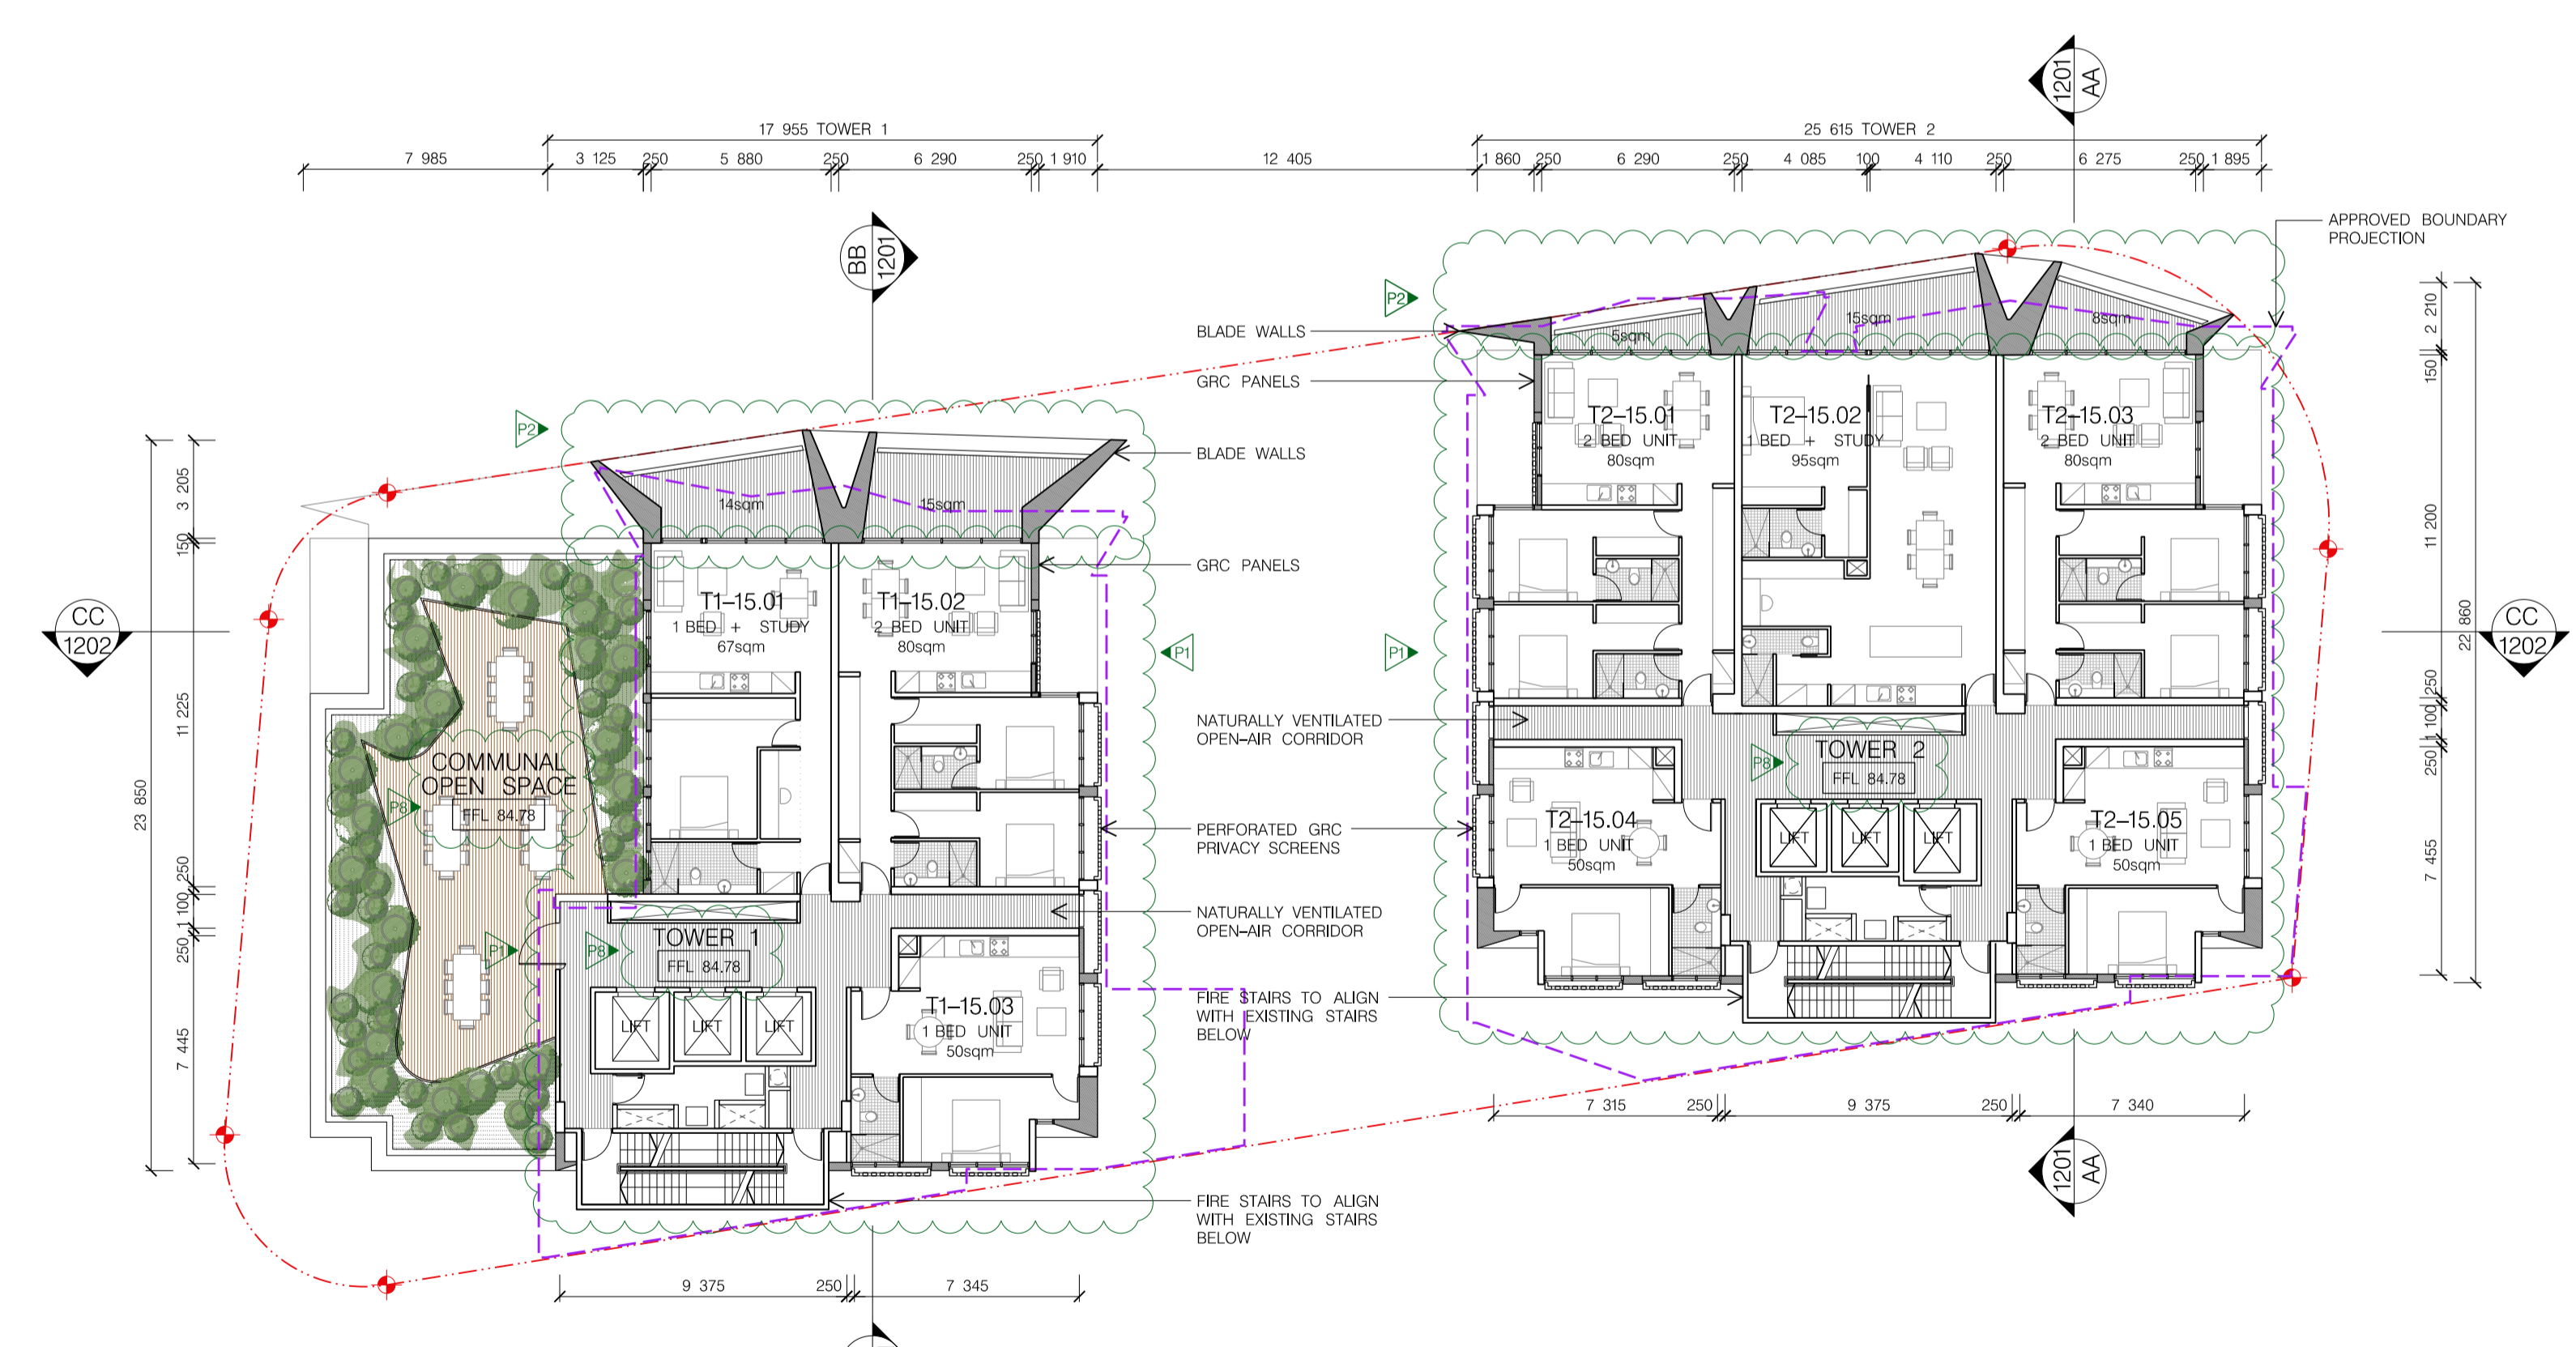 1201
AA
17 955 TOWER 1
25 615 TOWER 2
7 985
3 125
250
5 880
250
6 290
250
1 910
12 405
1 860
250
6 290
250
4 085
100
4 110
250
6 275
250
1 895
APPROVED BOUNDARY
PROJECTION
BB
1201
P2
P2
BLADE WALLS
GRC PANELS
BLADE WALLS
GRC PANELS
5sqm
15sqm
8sqm
2 210
150
11 200
22 860
250
1 100
250
7 455
T2-15.01
2 BED UNIT
80sqm
T2-15.02
1 BED + STUDY
95sqm
T2-15.03
2 BED UNIT
80sqm
3 205
150
11 225
23 850
250
1 100
250
7 445
14sqm
15sqm
T1-15.01
1 BED + STUDY
67sqm
T1-15.02
2 BED UNIT
80sqm
CC
1202
CC
1202
P1
P1
NATURALLY VENTILATED
OPEN-AIR CORRIDOR
COMMUNAL
OPEN SPACE
FFL 84.78
P8
TOWER 2
FFL 84.78
P8
PERFORATED GRC
PRIVACY SCREENS
T2-15.04
1 BED UNIT
50sqm
LIFT
LIFT
LIFT
T2-15.05
1 BED UNIT
50sqm
NATURALLY VENTILATED
OPEN-AIR CORRIDOR
P1
P8
TOWER 1
FFL 84.78
FIRE STAIRS TO ALIGN
WITH EXISTING STAIRS
BELOW
LIFT
LIFT
LIFT
T1-15.03
1 BED UNIT
50sqm
7 315
250
9 375
250
7 340
1201
AA
FIRE STAIRS TO ALIGN
WITH EXISTING STAIRS
BELOW
9 375
250
7 345